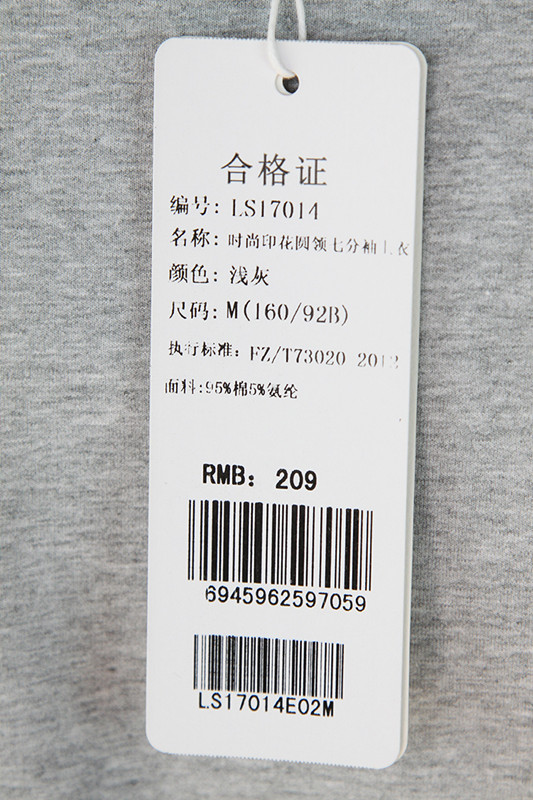 合格证
编号: LS17014
名称: 时尚印花圆领七分袖上衣
颜色: 浅灰
尺码: M(160/92B)
执行标准: FZ/T73020 2012
面料:95%棉5%氨纶
RMB: 209
6945962597059
LS17014E02M